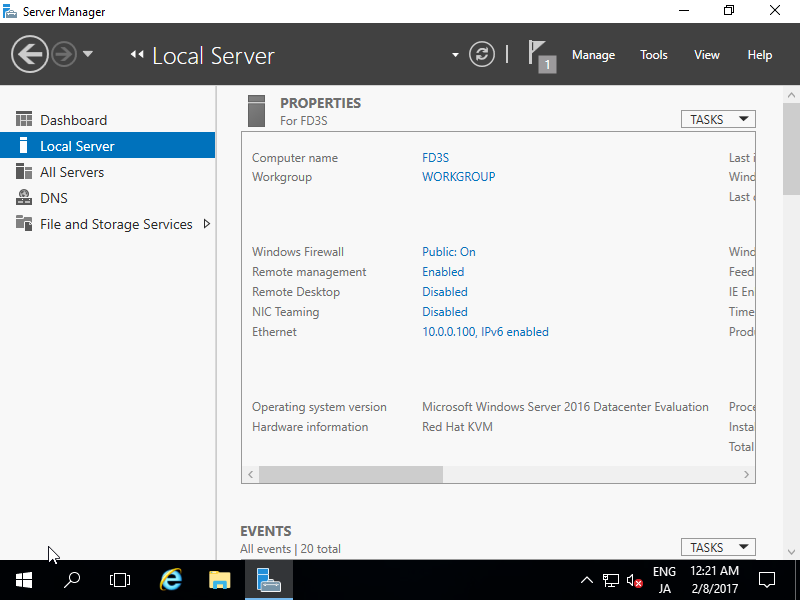 Server Manager
Local Server
1
Manage
Tools
View
Help
Dashboard
Local Server
All Servers
DNS
File and Storage Services
PROPERTIES
For FD3S
TASKS
Computer name FD3S Last
Workgroup WORKGROUP Wind
Last
Windows Firewall Public: On Wind
Remote management Enabled Feed
Remote Desktop Disabled IE En
NIC Teaming Disabled Time
Ethernet 10.0.0.100, IPv6 enabled Prod
Operating system version Microsoft Windows Server 2016 Datacenter Evaluation Proce
Hardware information Red Hat KVM Insta
Total
EVENTS
All events | 20 total
TASKS
ENG
JA
12:21 AM
2/8/2017